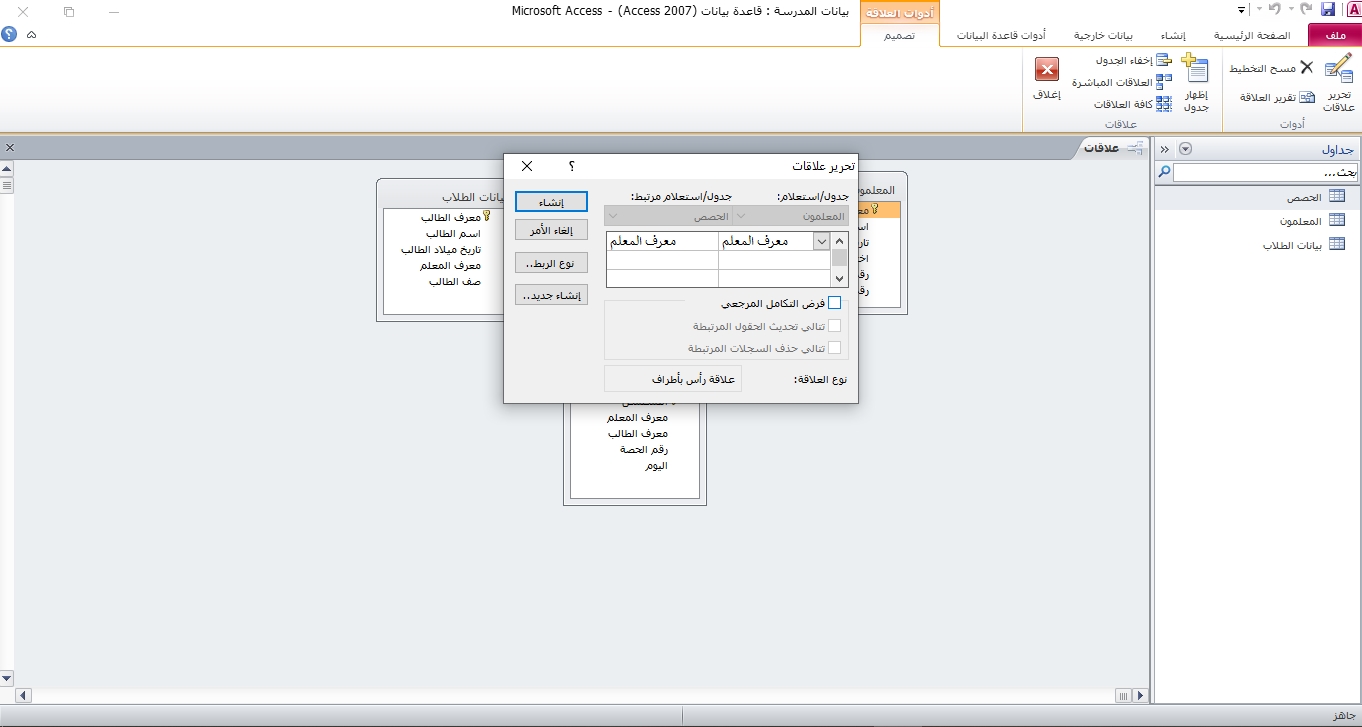 بيانات المدرسة : قاعدة بيانات (Access 2007) - Microsoft Access
أدوات العلاقة
ملف
الصفحة الرئيسية
إنشاء
بيانات خارجية
أدوات قاعدة البيانات
تصميم
تحرير علاقات
مسح التخطيط
تقرير العلاقة
أدوات
إظهار جدول
إخفاء الجدول
العلاقات المباشرة
كافة العلاقات
علاقات
إغلاق
جداول
بحث...
الحصص
المعلمون
بيانات الطلاب
علاقات
المعلمون
تحرير علاقات
؟
جدول/استعلام:
جدول/استعلام مرتبط:
المعلمون
الحصص
معرف المعلم
معرف المعلم
فرض التكامل المرجعي
تتالي تحديث الحقول المرتبطة
تتالي حذف السجلات المرتبطة
نوع العلاقة:
علاقة رأس بأطراف
إنشاء
إلغاء الأمر
نوع الربط..
إنشاء جديد..
الطلاب
معرف الطالب
اسم الطالب
تاريخ ميلاد الطالب
معرف المعلم
صف الطالب
معرف المعلم
معرف الطالب
رقم الحصة
اليوم
جاهز